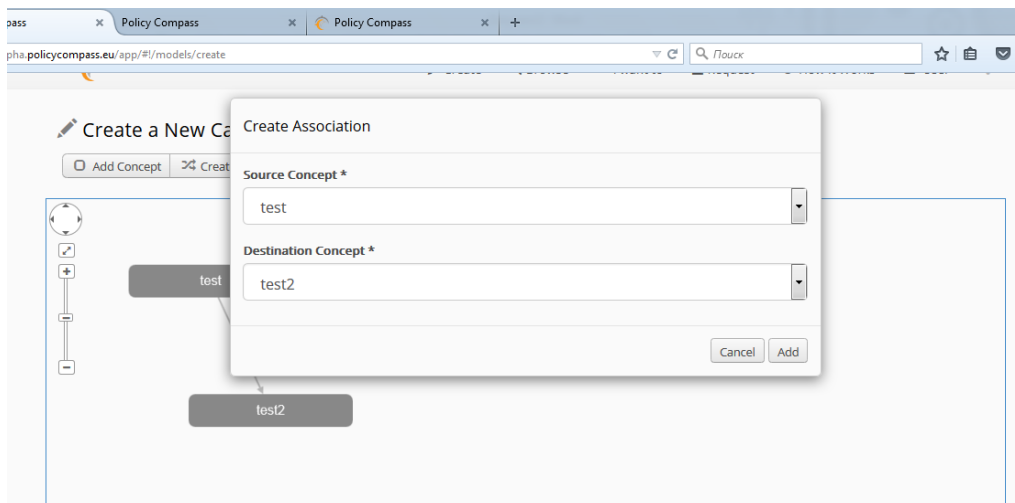 pass
Policy Compass
Policy Compass
pha.policycompass.eu/app/#!/models/create
Поиск
Create a New Ca
Create Association
Add Concept
Creat
Source Concept *
test
Destination Concept *
test2
Cancel
Add
test
test2